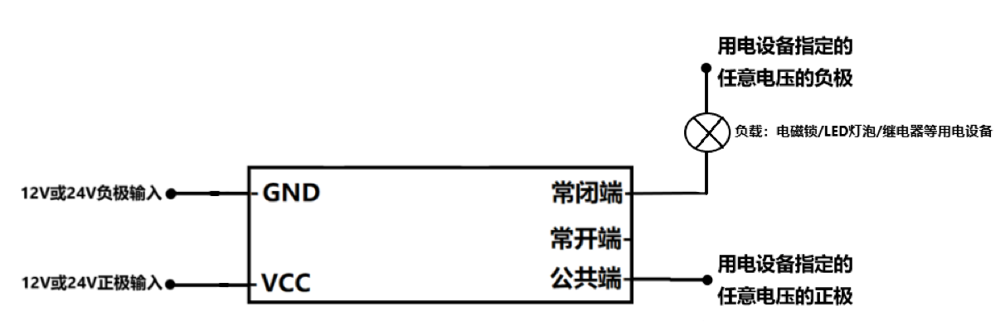 用电设备指定的
任意电压的负极
负载：电磁锁/LED灯泡/继电器等用电设备
12V或24V负极输入
GND
常闭端
常开端
12V或24V正极输入
VCC
公共端
用电设备指定的
任意电压的正极